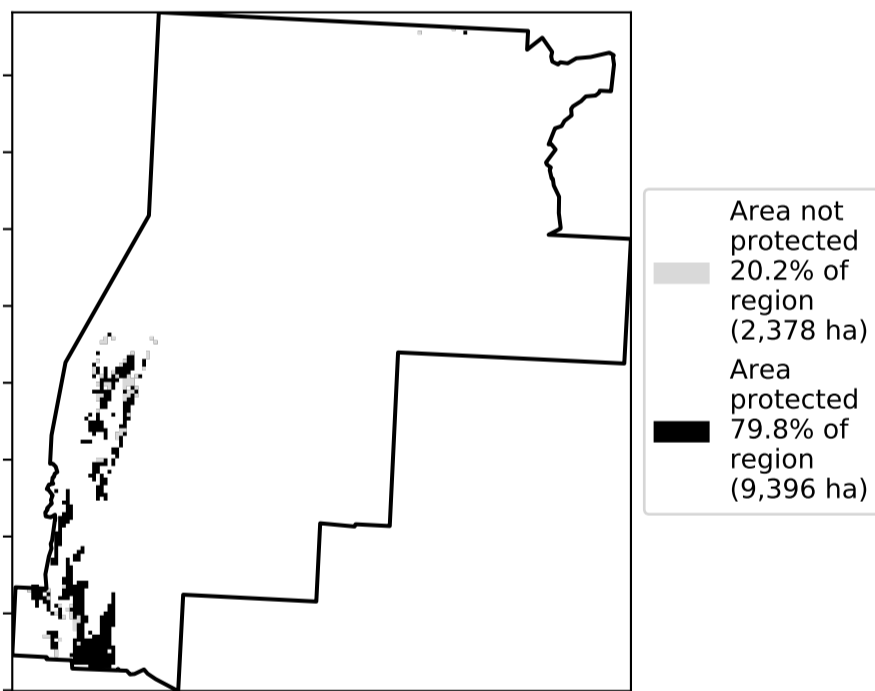 Area not
protected
20.2% of
region
(2,378 ha)
Area
protected
79.8% of
region
(9,396 ha)